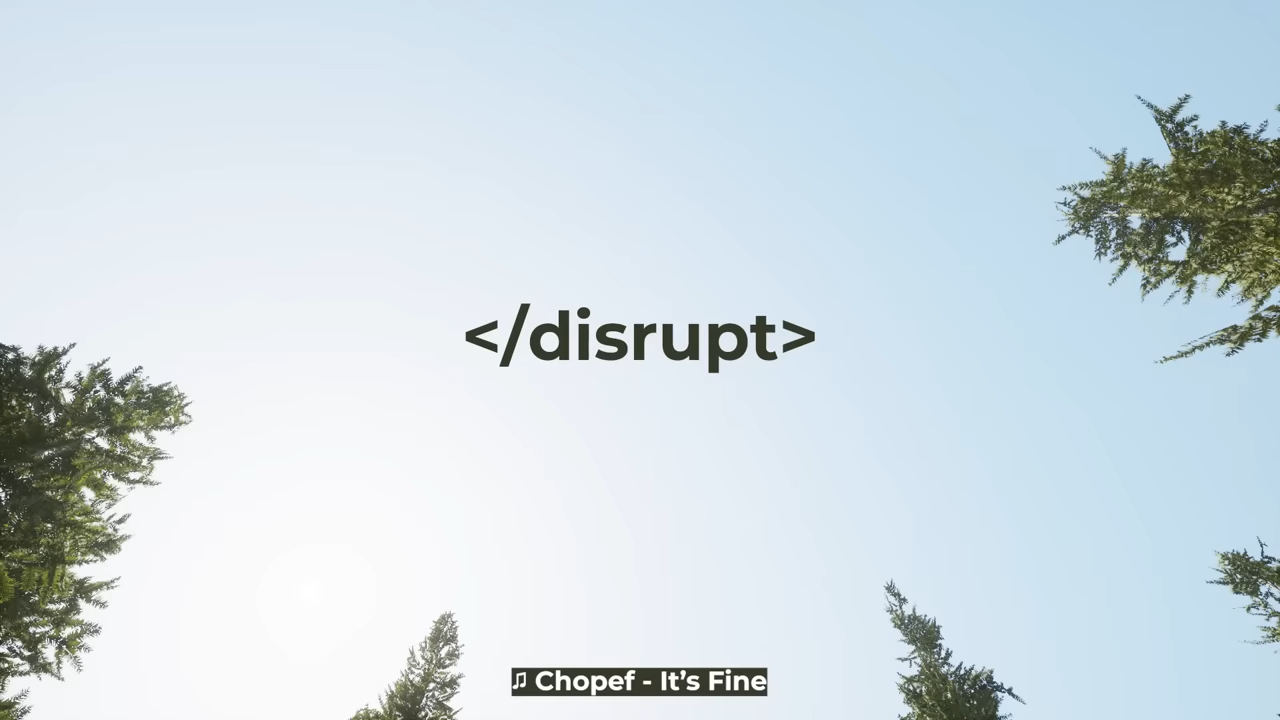 </disrupt>
♫ Chopef - It’s Fine